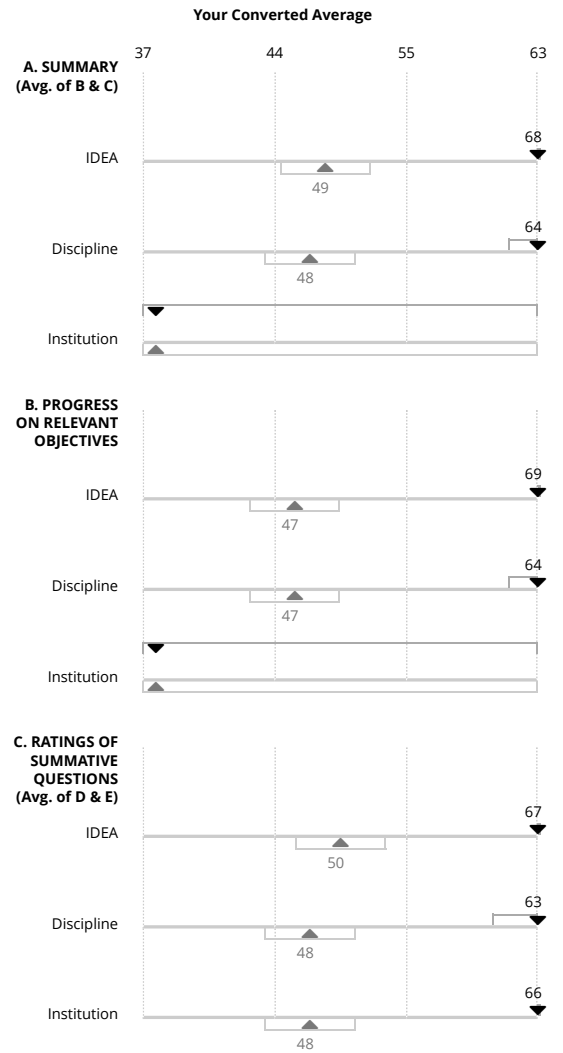 Your Converted Average
37 44 55 63
A. SUMMARY
(Avg. of B & C)
68
IDEA
49
64
Discipline
48
Institution
B. PROGRESS
ON RELEVANT
OBJECTIVES
69
IDEA
47
64
Discipline
47
Institution
C. RATINGS OF
SUMMATIVE
QUESTIONS
(Avg. of D & E)
67
IDEA
50
63
Discipline
48
66
Institution
48